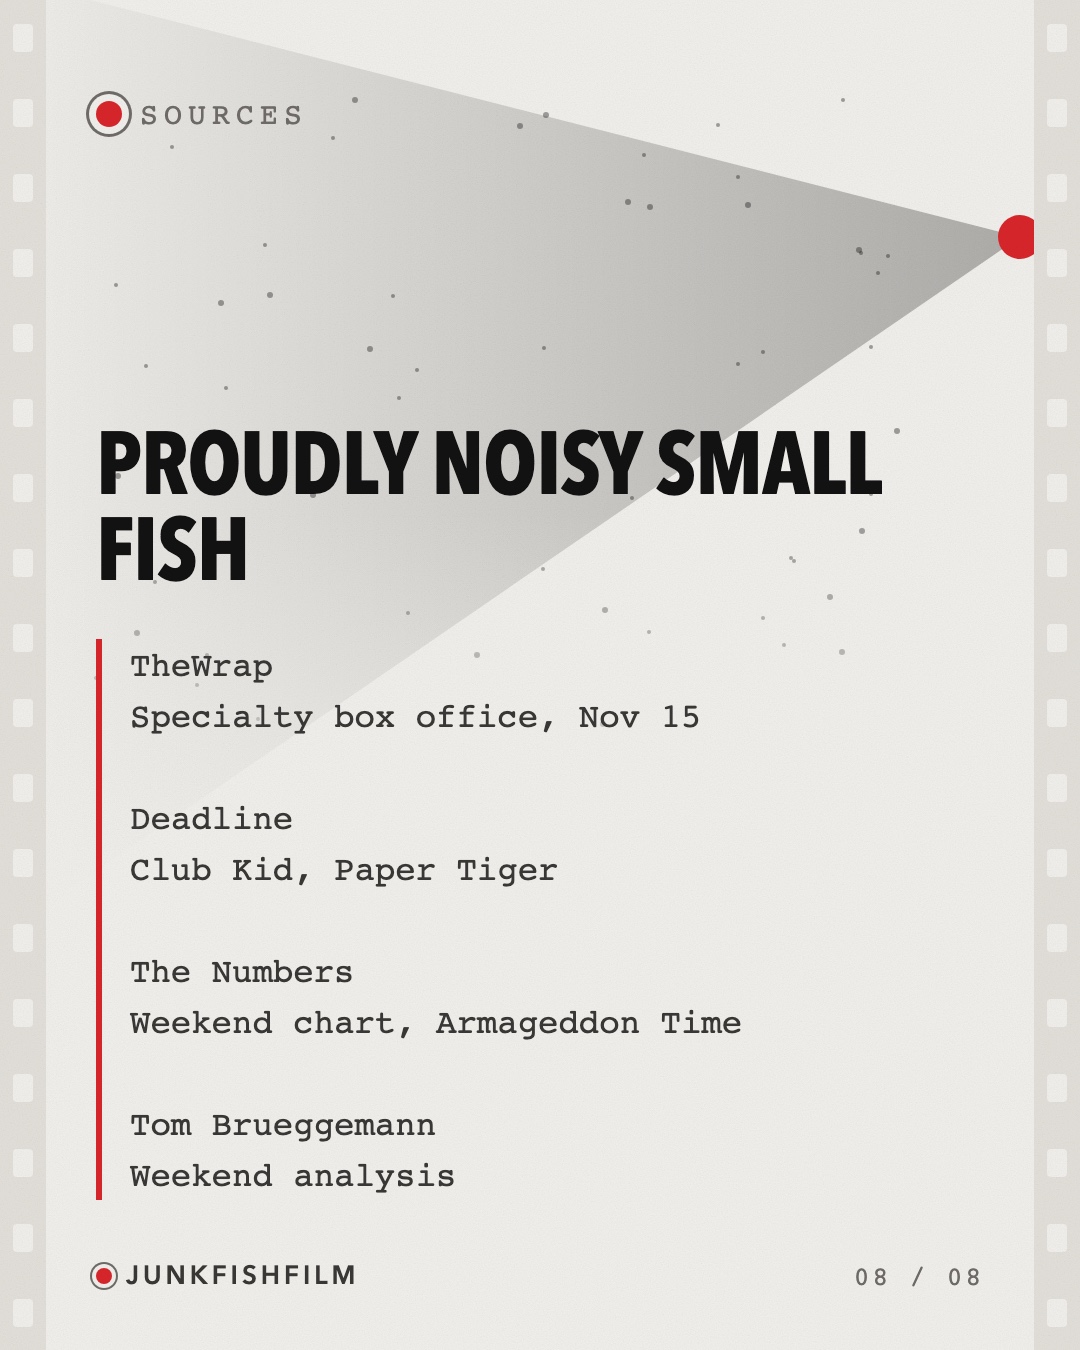 SOURCES
PROUDLY NOISY SMALL
FISH
TheWrap
Specialty box office, Nov 15
Deadline
Club Kid, Paper Tiger
The Numbers
Weekend chart, Armageddon Time
Tom Brueggemann
Weekend analysis
JUNKFISHFILM
08 / 08